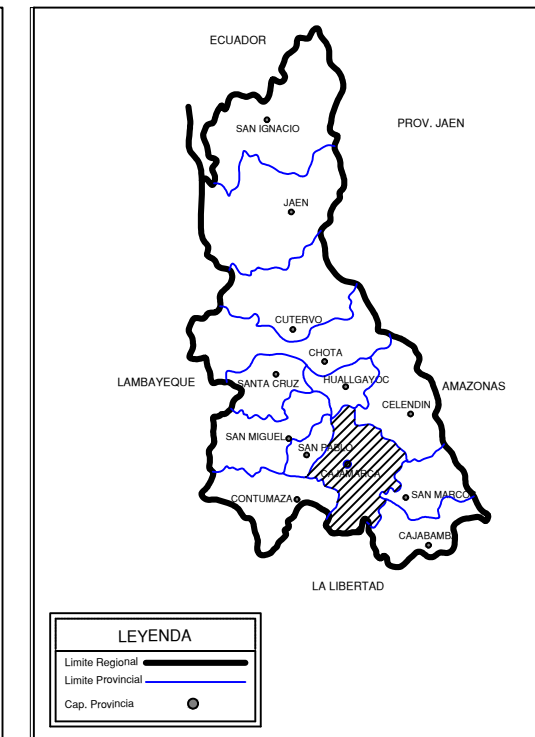 ECUADOR
SAN IGNACIO
PROV. JAEN
JAEN
CUTERVO
CHOTA
LAMBAYEQUE
SANTA CRUZ
HUALLGAYOC
AMAZONAS
CELENDIN
SAN MIGUEL
SAN PABLO
CAJAMARCA
CONTUMAZA
SAN MARCOS
CAJABAMBA
LA LIBERTAD
LEYENDA
Limite Regional
Limite Provincial
Cap. Provincia